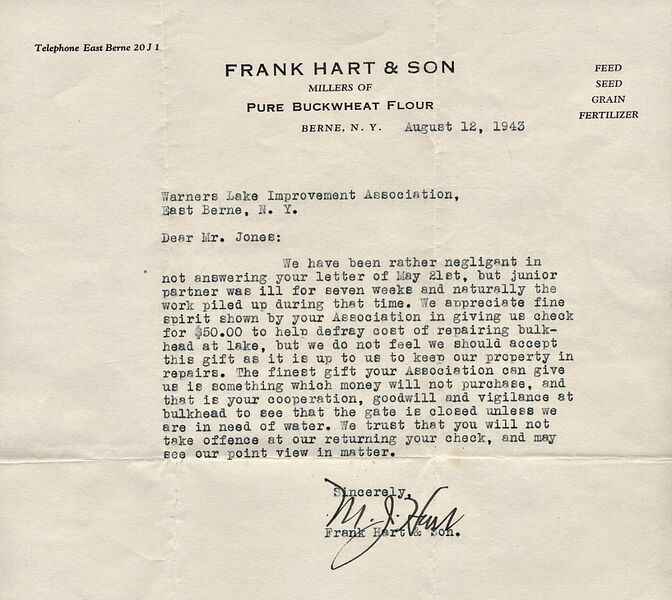 Telephone East Berne 20 J 1
FRANK HART & SON
MILLERS OF
PURE BUCKWHEAT FLOUR
BERNE, N. Y. August 12, 1943
FEED
SEED
GRAIN
FERTILIZER
Warners Lake Improvement Association,
East Berne, N. Y.
Dear Mr. Jones:
We have been rather negligant in
not answering your letter of May 21st, but junior
partner was ill for seven weeks and naturally the
work piled up during that time. We appreciate fine
spirit shown by your Association in giving us check
for $50.00 to help defray cost of repairing bulk-
head at lake, but we do not feel we should accept
this gift as it is up to us to keep our property in
repairs. The finest gift your Association can give
us is something which money will not purchase, and
that is your cooperation, goodwill and vigilance at
bulkhead to see that the gate is closed unless we
are in need of water. We trust that you will not
take offence at our returning your check, and may
see our point view in matter.
Sincerely,
M. J. Hart
Frank Hart & Son.